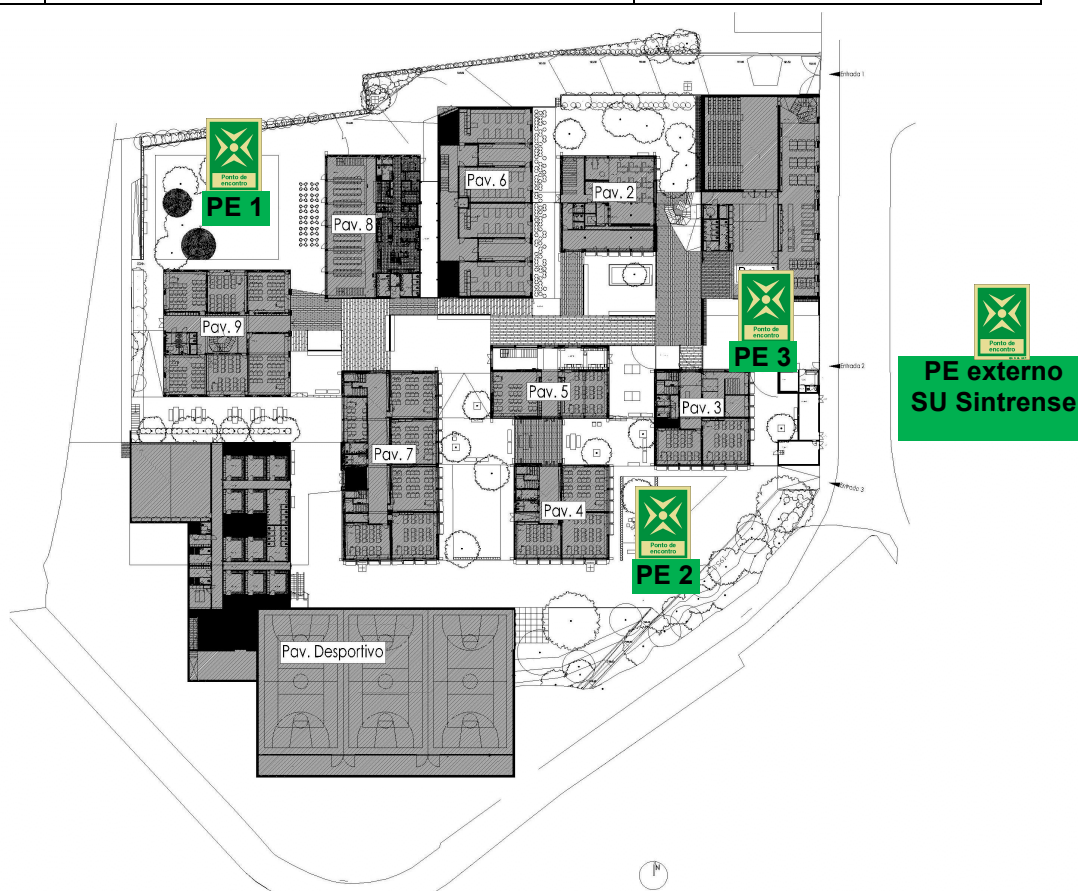 Entrada 1
Ponto de
encontro
PE 1
Pav. 6
Pav. 2
Pav. 8
Ponto de
encontro
PE 3
Ponto de
encontro
PE externo
SU Sintrense
Pav. 9
Entrada 2
Pav. 5
Pav. 3
Pav. 7
Entrada 3
Pav. 4
Ponto de
encontro
PE 2
Pav. Desportivo
N